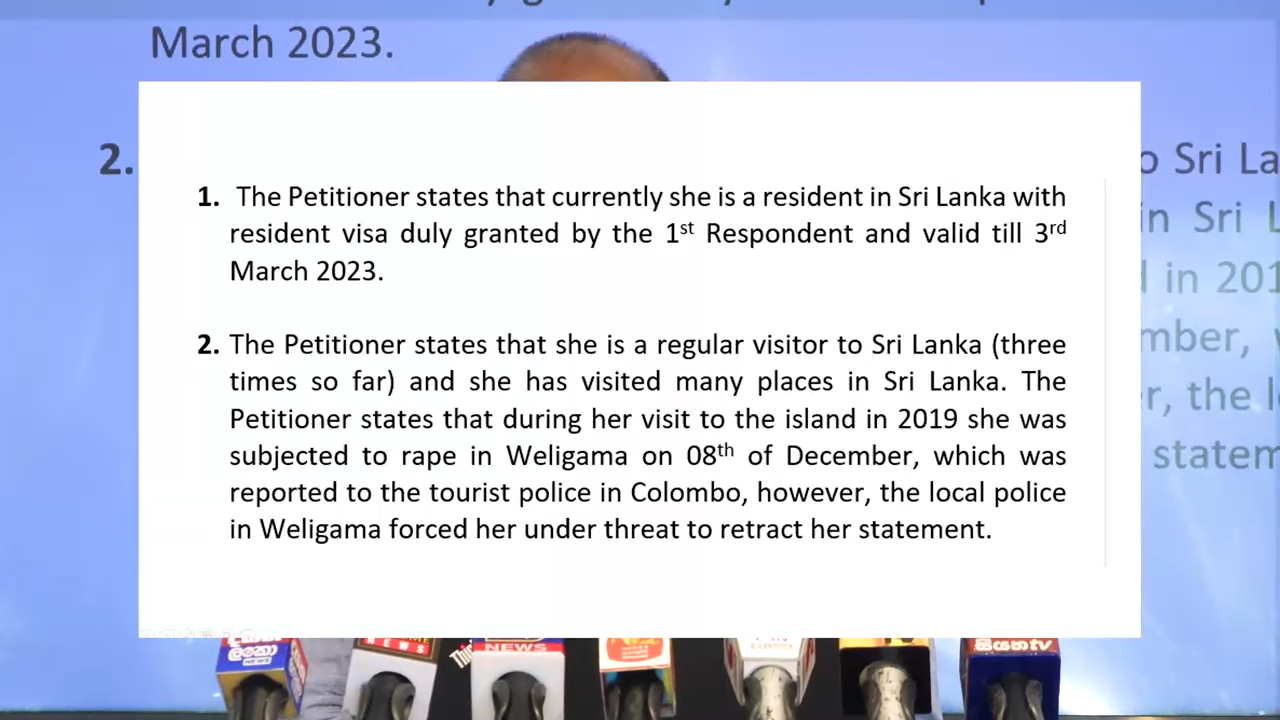 March 2023.
2.
o Sri La
in Sri L
d in 201
mber,
r, the l
statem
1. The Petitioner states that currently she is a resident in Sri Lanka with
resident visa duly granted by the 1st Respondent and valid till 3rd
March 2023.
2. The Petitioner states that she is a regular visitor to Sri Lanka (three
times so far) and she has visited many places in Sri Lanka. The
Petitioner states that during her visit to the island in 2019 she was
subjected to rape in Weligama on 08th of December, which was
reported to the tourist police in Colombo, however, the local police
in Weligama forced her under threat to retract her statement.
NEWS
NEWS
NEWS
සියත tv